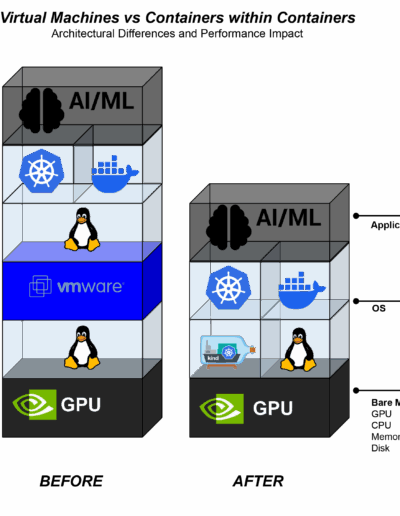 Virtual Machines vs Containers within Containers
Architectural Differences and Performance Impact
AI/ML
vmware®
GPU
BEFORE
AI/ML
kind
GPU
AFTER
Applic
OS
Bare M
GPU
CPU
Memor
Disk